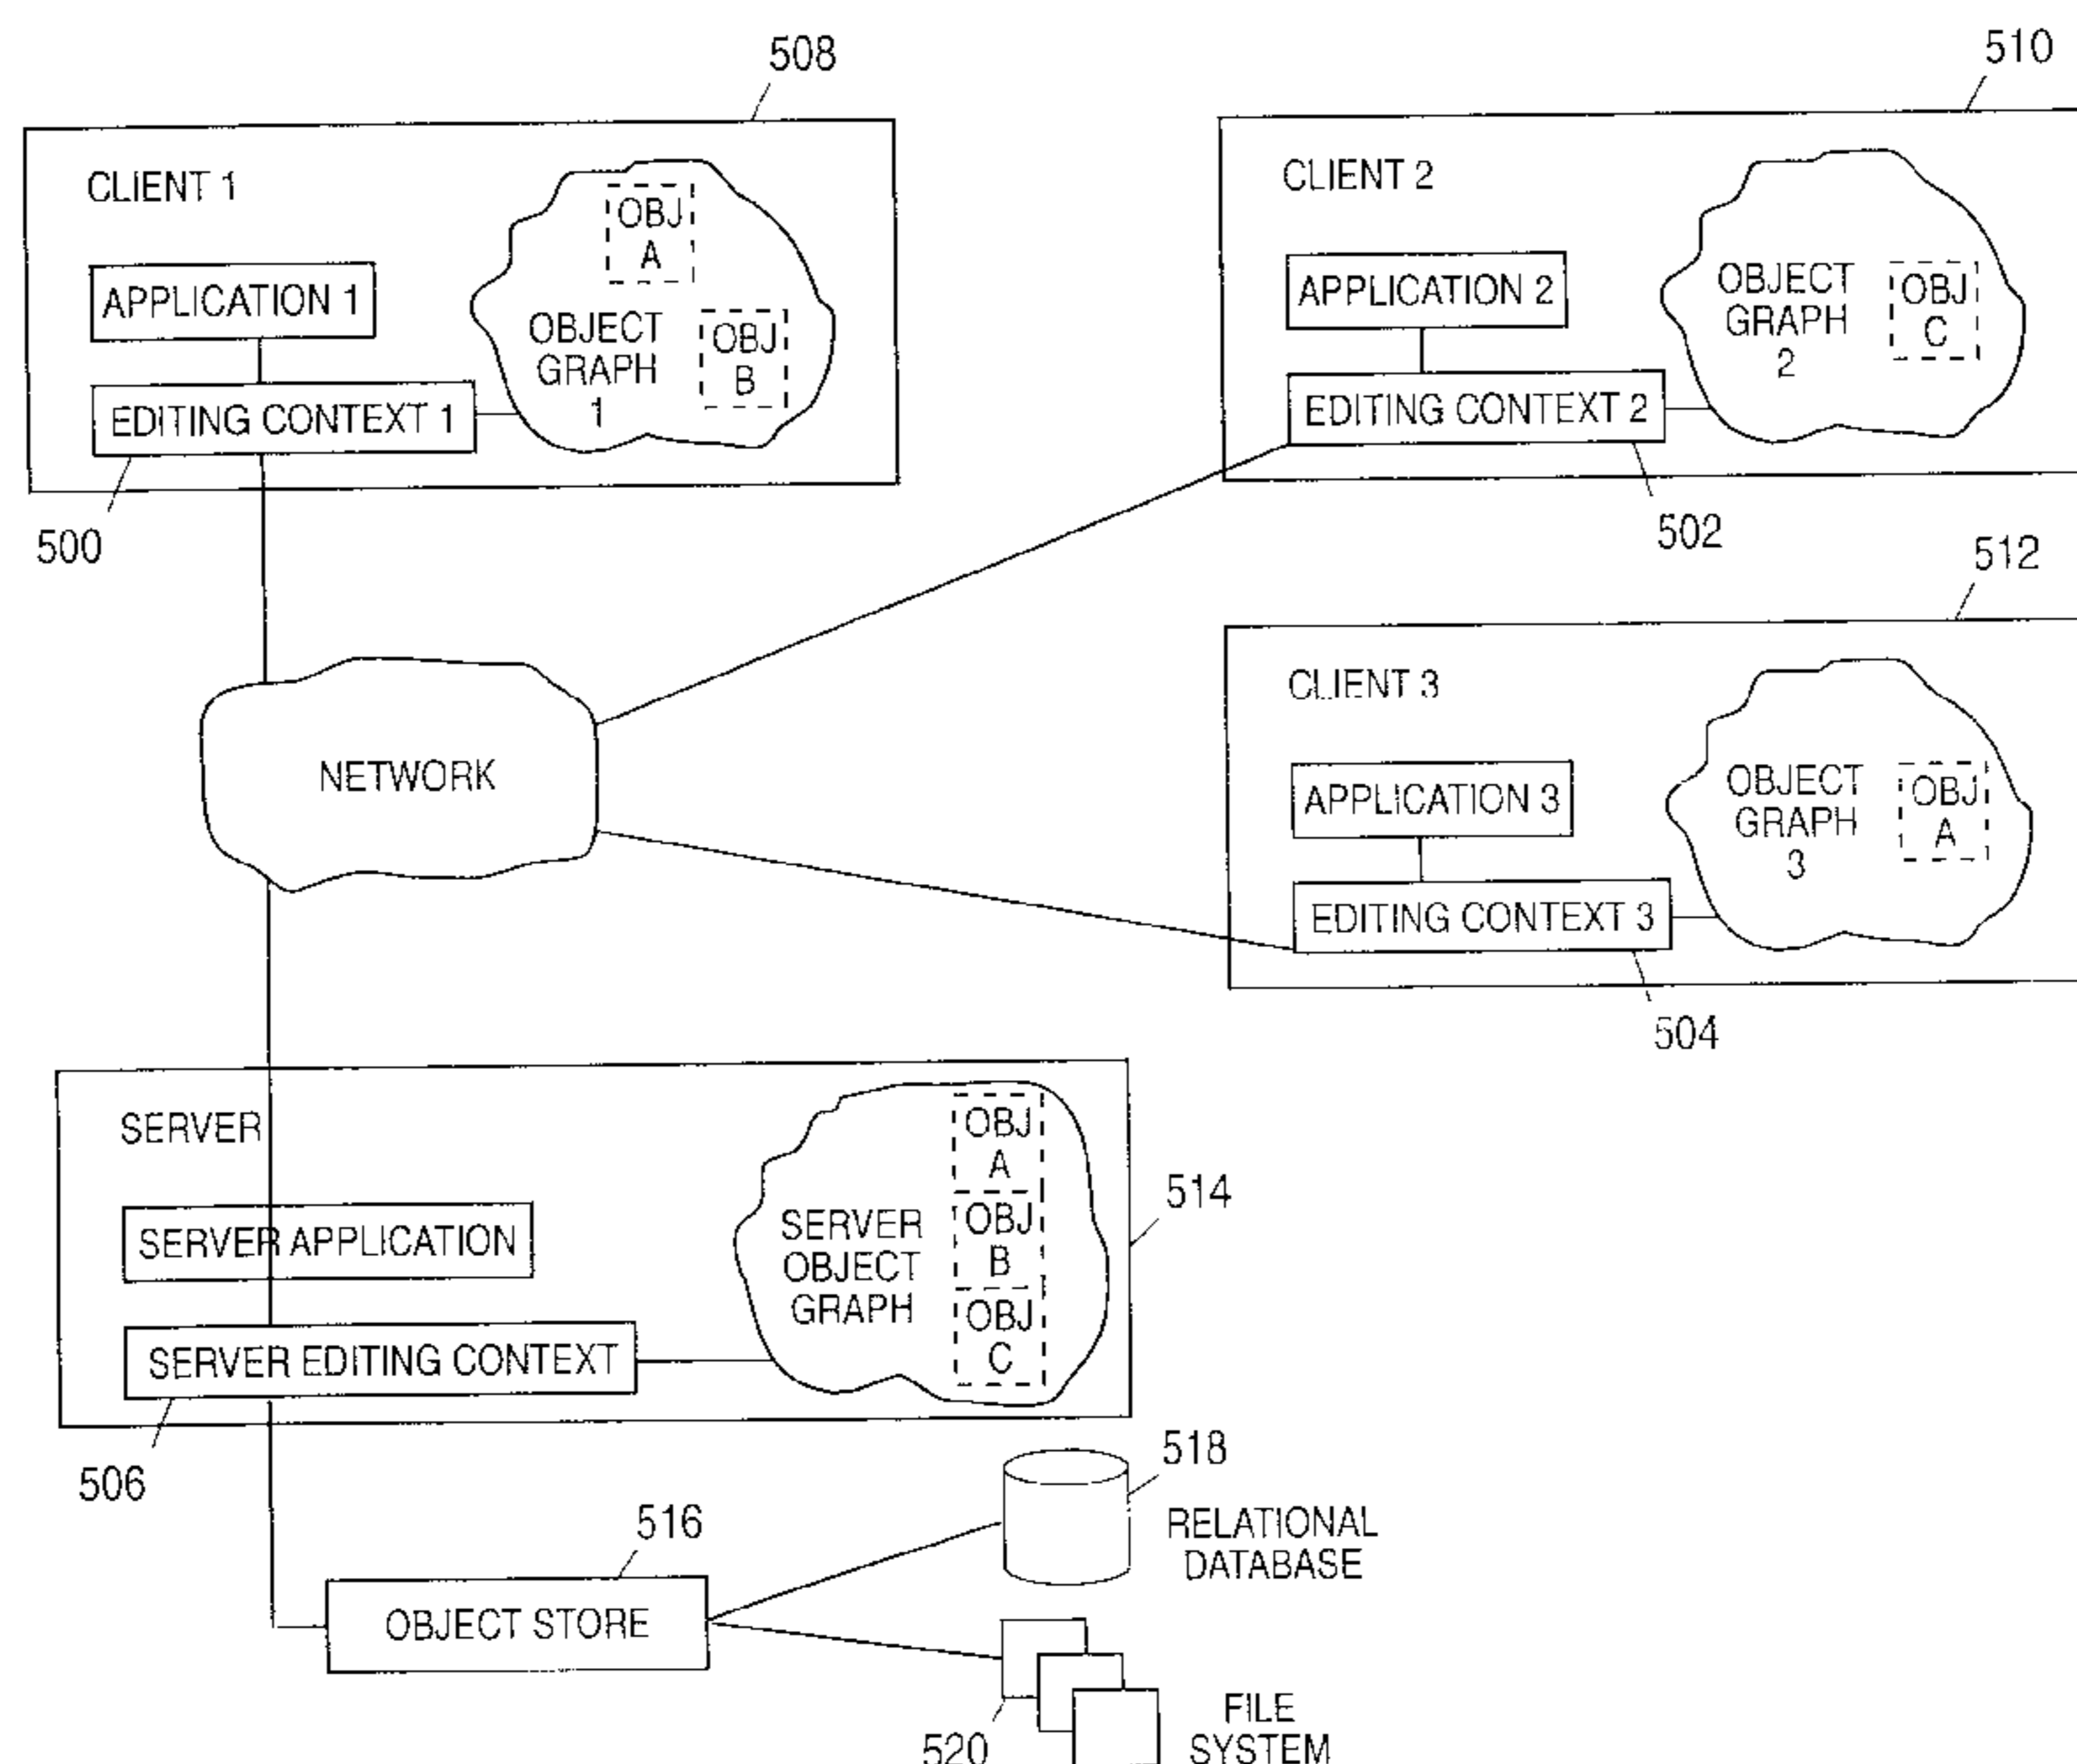 508
CLIENT 1
OBJ
A
APPLICATION 1
OBJECT
GRAPH
1
OBJ
B
EDITING CONTEXT 1
500
510
CLIENT 2
APPLICATION 2
OBJECT
GRAPH
2
OBJ
C
EDITING CONTEXT 2
502
512
CLIENT 3
APPLICATION 3
OBJECT
GRAPH
3
OBJ
A
EDITING CONTEXT 3
504
NETWORK
SERVER
SERVER APPLICATION
SERVER EDITING CONTEXT
506
SERVER
OBJECT
GRAPH
OBJ
A
OBJ
B
OBJ
C
514
516
OBJECT STORE
518
RELATIONAL
DATABASE
520
FILE
SYSTEM